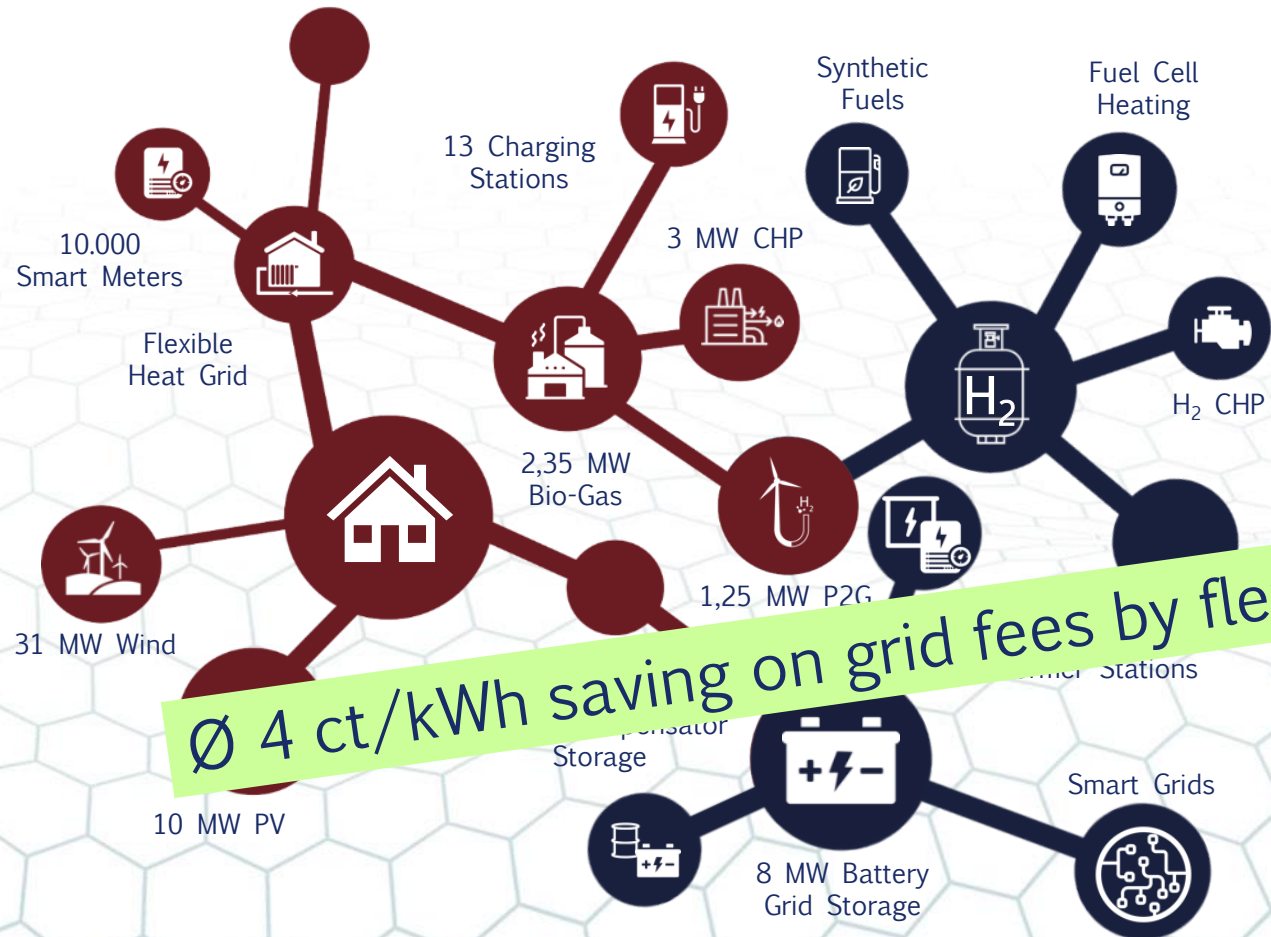 Synthetic
Fuels
Fuel Cell
Heating
13 Charging
Stations
3 MW CHP
10.000
Smart Meters
Flexible
Heat Grid
H₂
H₂ CHP
2,35 MW
Bio-Gas
H₂
1,25 MW P2G
31 MW Wind
Stations
Ø 4 ct/kWh saving on grid fees by fle
Storage
10 MW PV
Smart Grids
8 MW Battery
Grid Storage